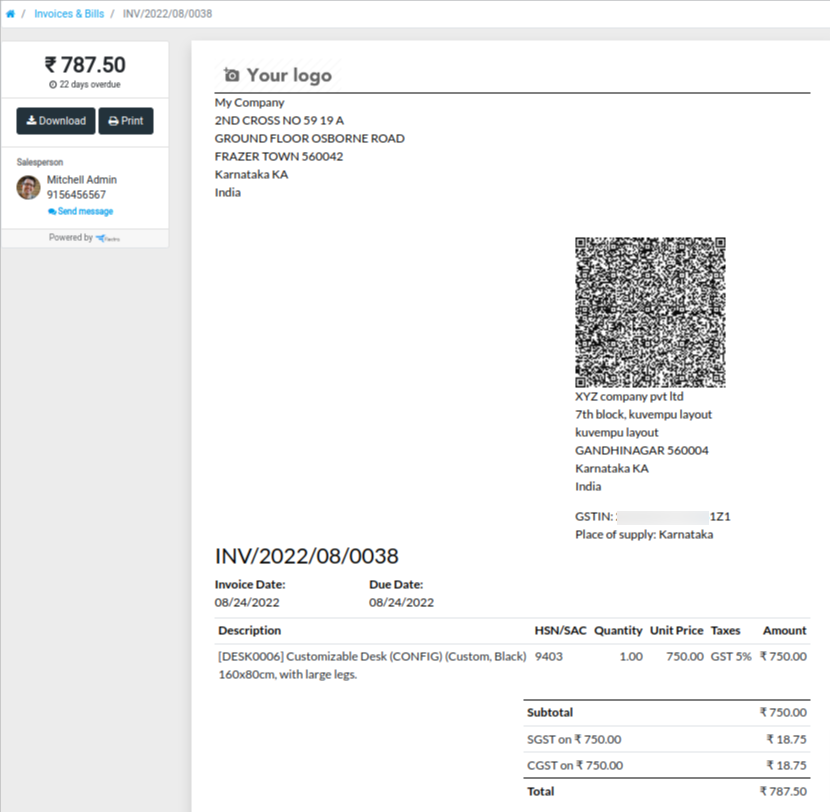 / Invoices & Bills / INV/2022/08/0038
₹ 787.50
22 days overdue
Download Print
Salesperson
Mitchell Admin
9156456567
Send message
Powered by
Your logo
My Company
2ND CROSS NO 59 19 A
GROUND FLOOR OSBORNE ROAD
FRAZER TOWN 560042
Karnataka KA
India
XYZ company pvt ltd
7th block, kuvempu layout
kuvempu layout
GANDHINAGAR 560004
Karnataka KA
India
GSTIN: 1Z1
Place of supply: Karnataka
INV/2022/08/0038
Invoice Date: Due Date:
08/24/2022 08/24/2022
Description HSN/SAC Quantity Unit Price Taxes Amount
[DESK0006] Customizable Desk (CONFIG) (Custom, Black) 9403 1.00 750.00 GST 5% ₹ 750.00
160x80cm, with large legs.
Subtotal ₹ 750.00
SGST on ₹ 750.00 ₹ 18.75
CGST on ₹ 750.00 ₹ 18.75
Total ₹ 787.50